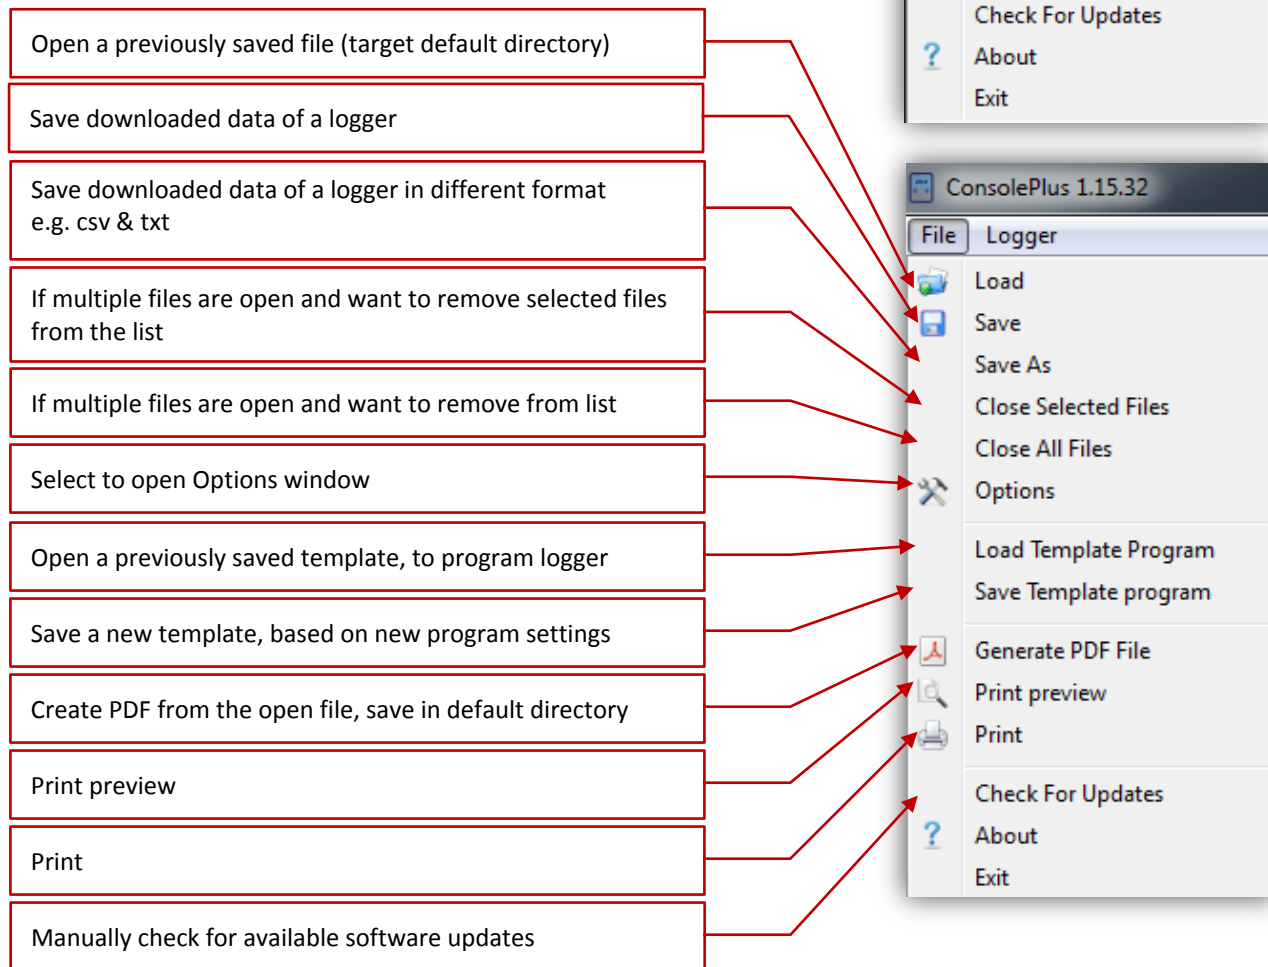 Open a previously saved file (target default directory)
Save downloaded data of a logger
Save downloaded data of a logger in different format
e.g. csv & txt
If multiple files are open and want to remove selected files
from the list
If multiple files are open and want to remove from list
Select to open Options window
Open a previously saved template, to program logger
Save a new template, based on new program settings
Create PDF from the open file, save in default directory
Print preview
Print
Manually check for available software updates
Check For Updates
? About
Exit
ConsolePlus 1.15.32
File Logger
Load
Save
Save As
Close Selected Files
Close All Files
Options
Load Template Program
Save Template program
Generate PDF File
Print preview
Print
Check For Updates
? About
Exit